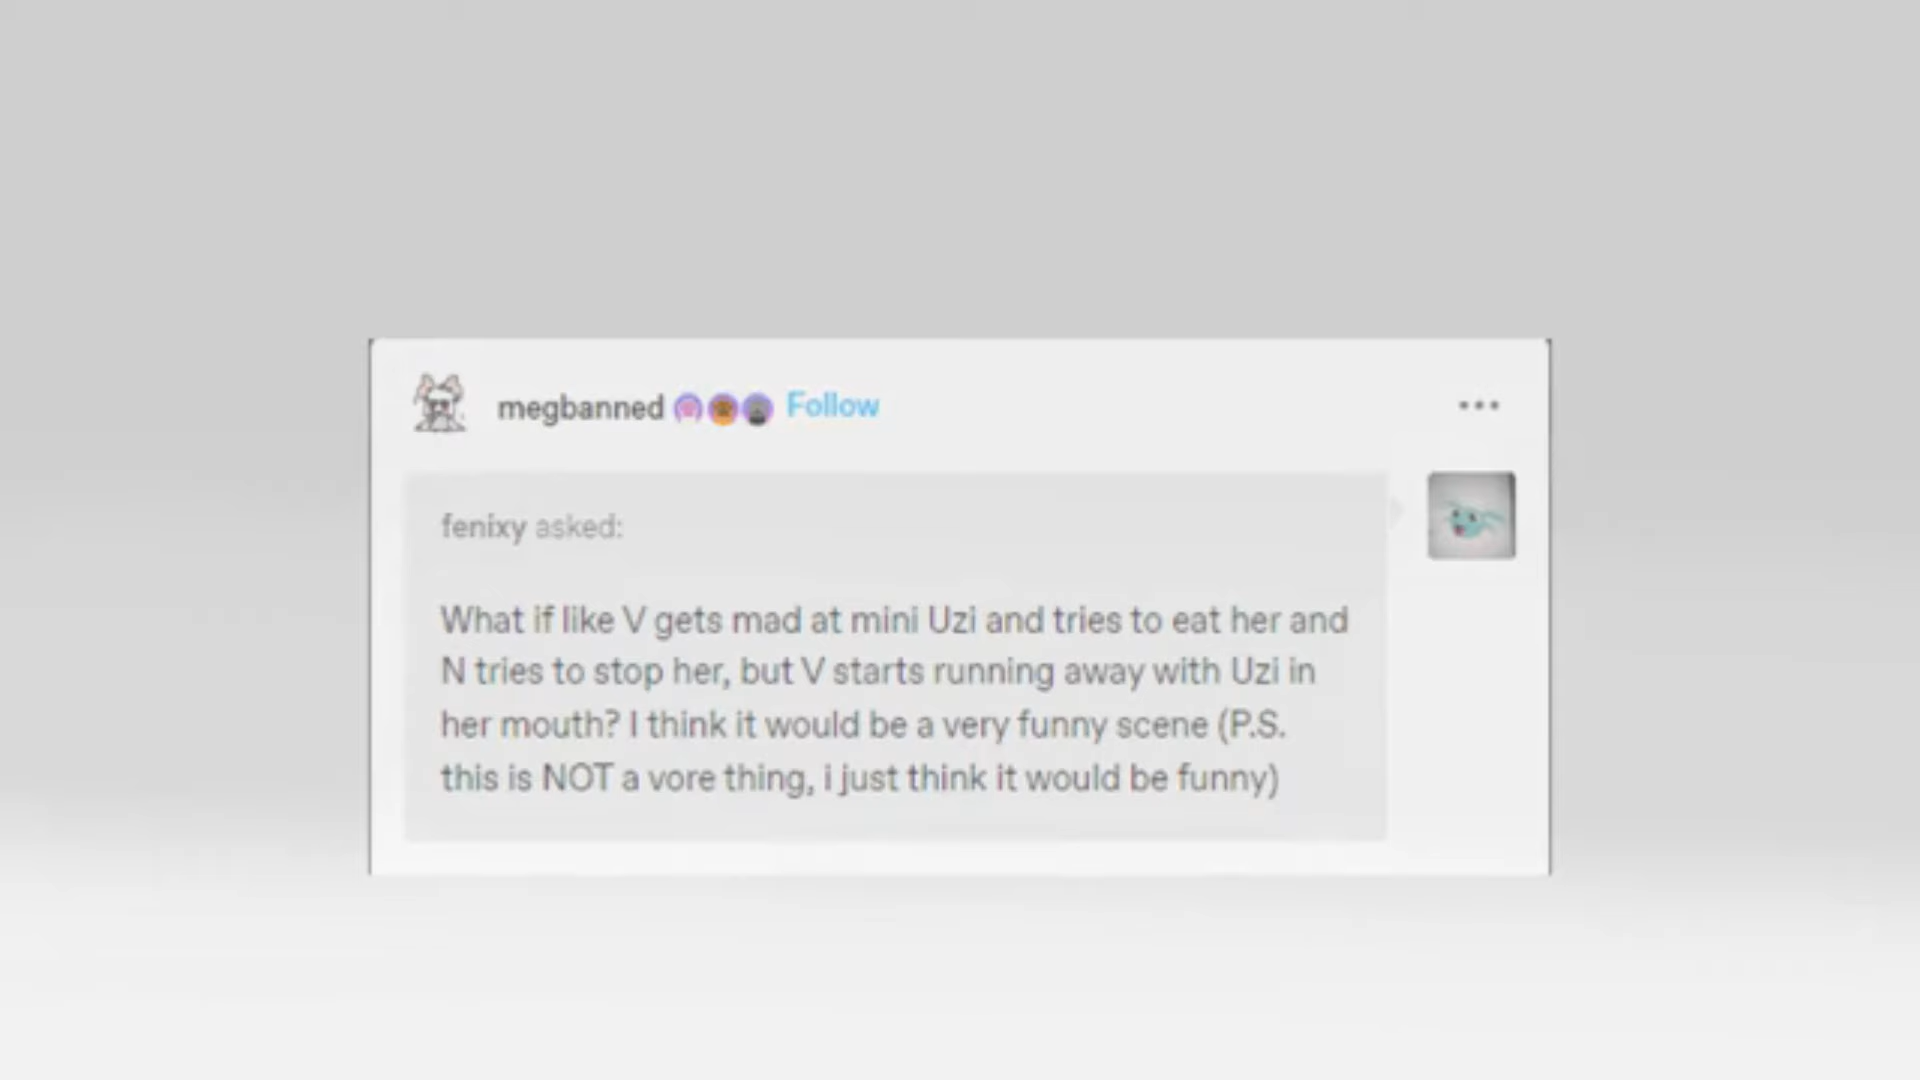 megbanned Follow
fenixy asked:
What if like V gets mad at mini Uzi and tries to eat her and
N tries to stop her, but V starts running away with Uzi in
her mouth? I think it would be a very funny scene (P.S.
this is NOT a vore thing, i just think it would be funny)